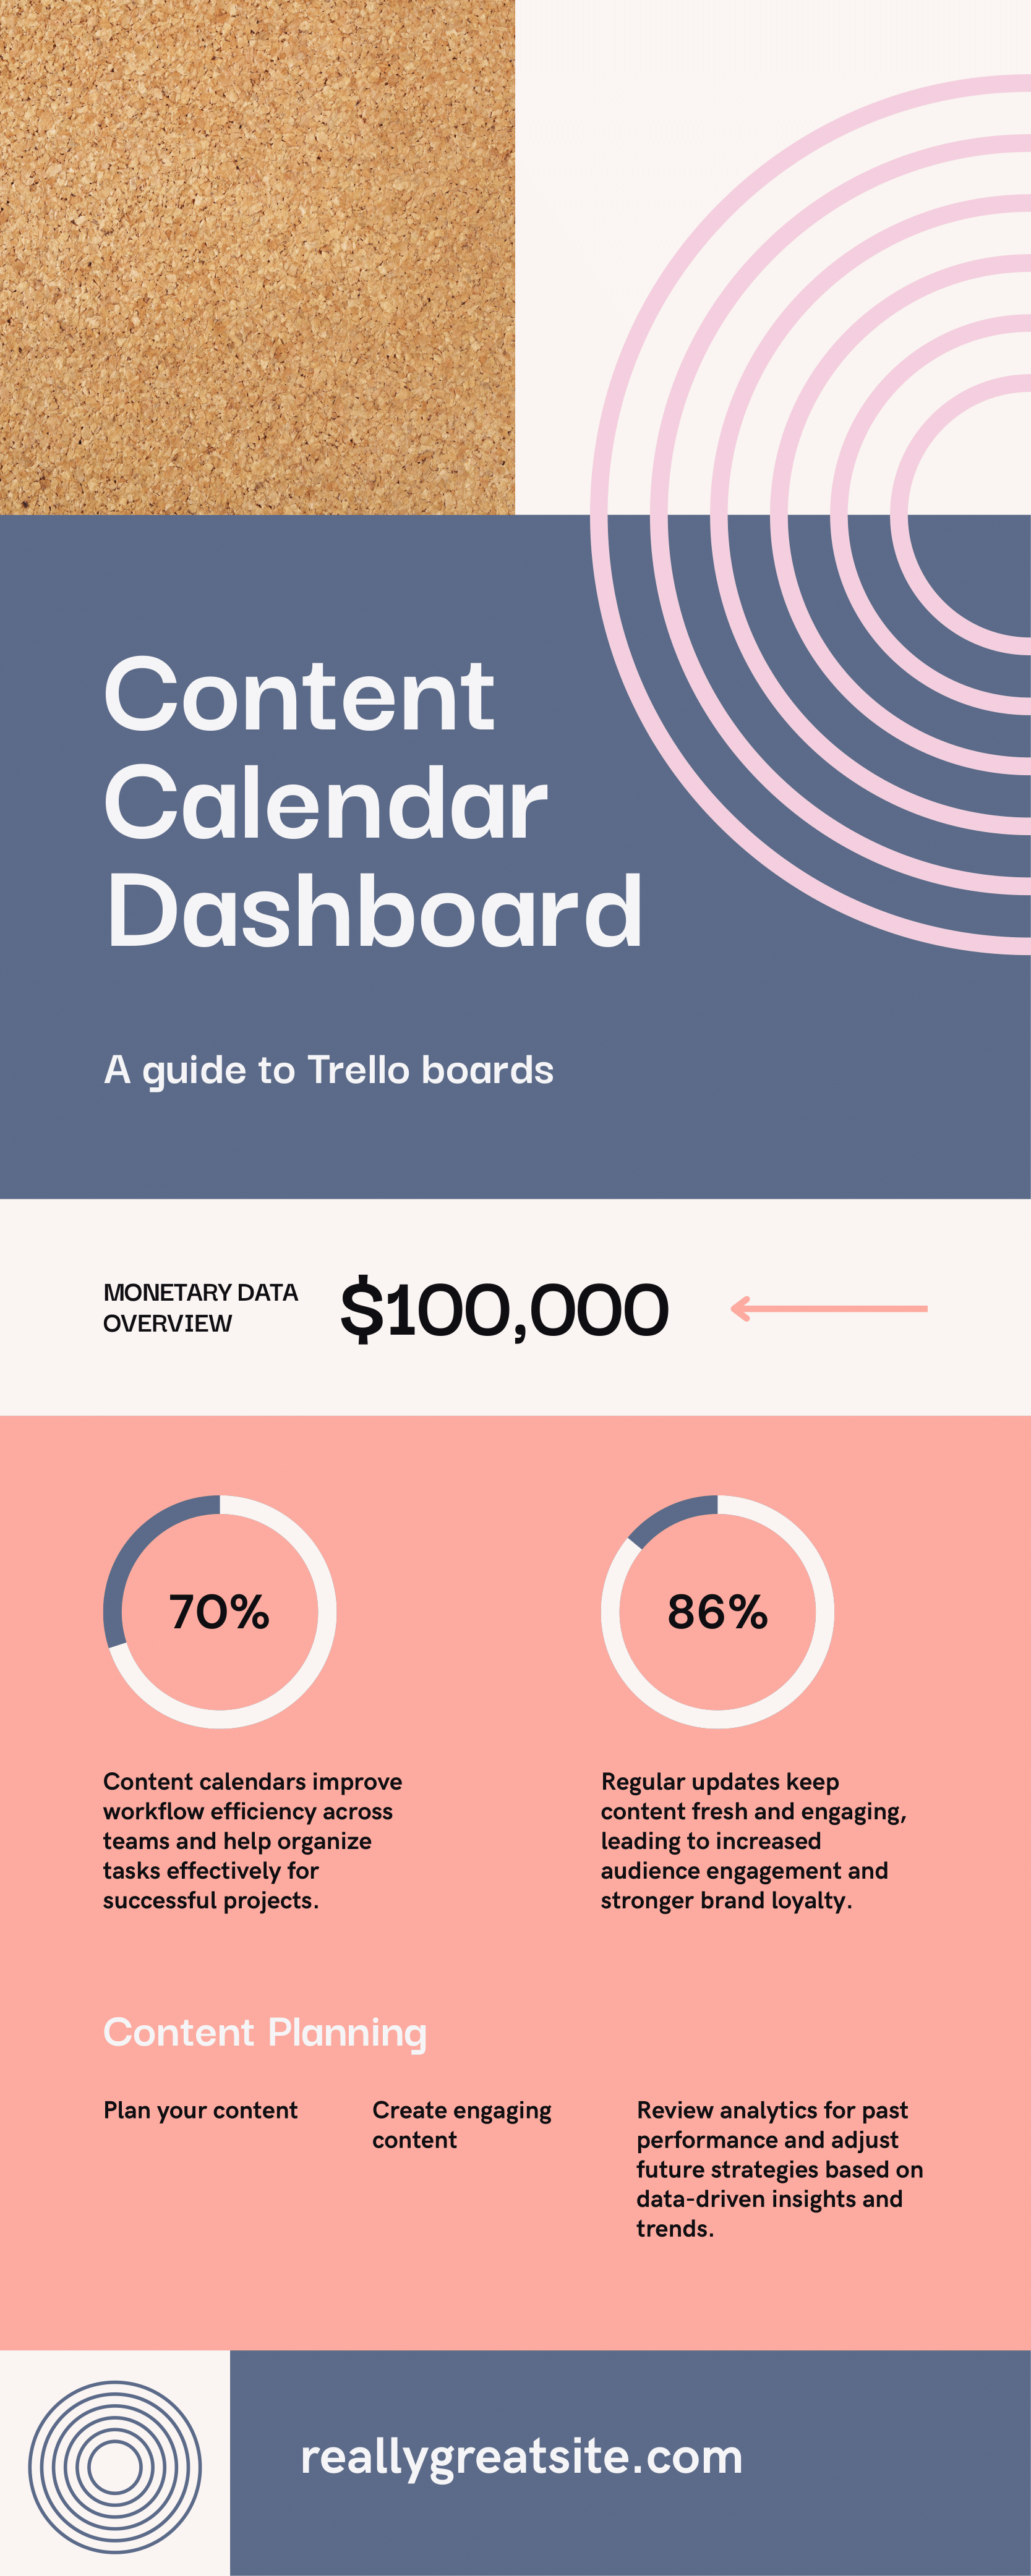 Content
Calendar
Dashboard
A guide to Trello boards
MONETARY DATA
OVERVIEW
$100,000
70%
86%
Content calendars improve
workflow efficiency across
teams and help organize
tasks effectively for
successful projects.
Regular updates keep
content fresh and engaging,
leading to increased
audience engagement and
stronger brand loyalty.
Content Planning
Plan your content
Create engaging
content
Review analytics for past
performance and adjust
future strategies based on
data-driven insights and
trends.
reallygreatsite.com